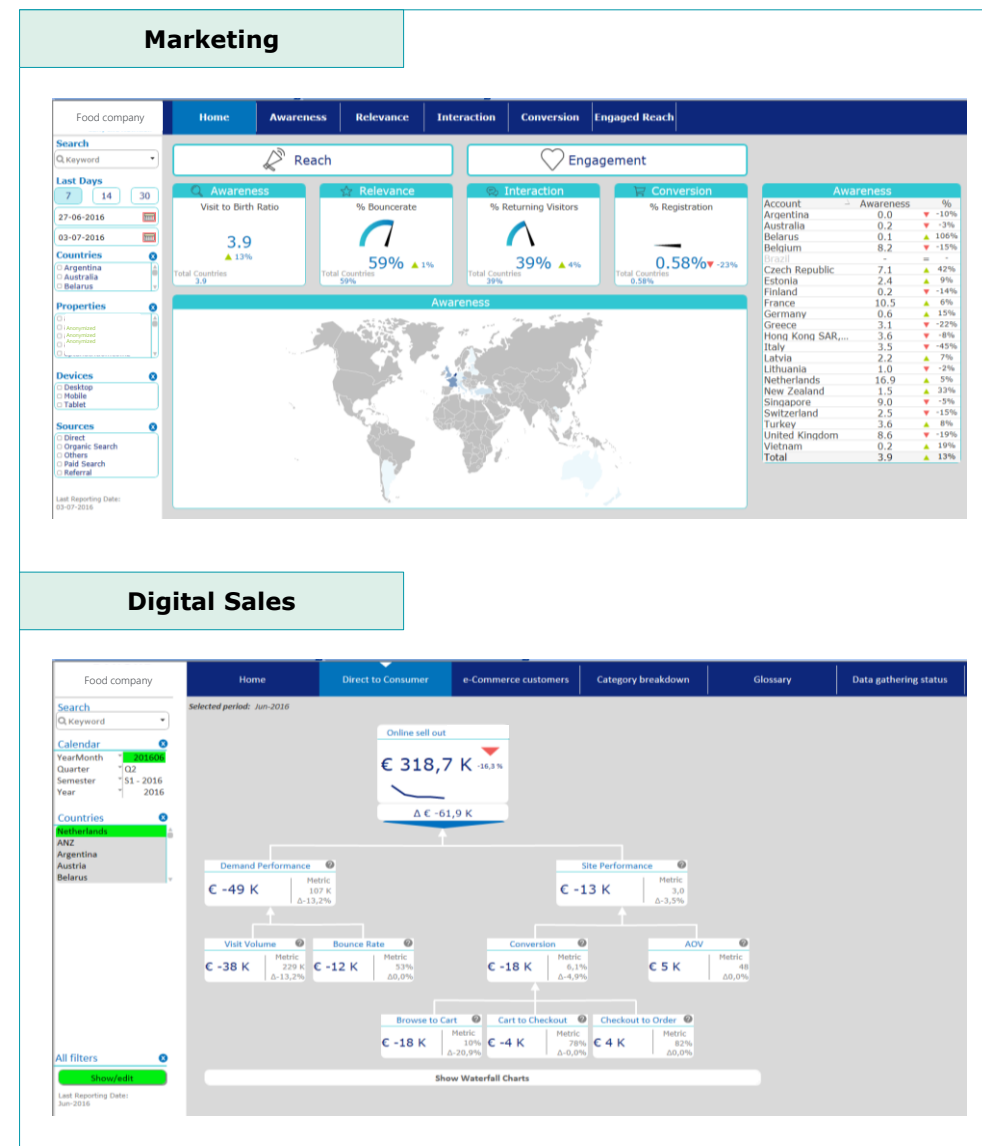 Marketing
Food company
Home Awareness Relevance Interaction Conversion Engaged Reach
Search
Keyword
Last Days
7 14 30
27-06-2016
03-07-2016
Countries
Argentina
Australia
Belarus
Properties
Anonymized
Anonymized
Anonymized
Devices
Desktop
Mobile
Tablet
Sources
Direct
Organic Search
Others
Paid Search
Referral
Last Reporting Date:
03-07-2016
Reach
Engagement
Awareness
Visit to Birth Ratio
3.9
▲ 13%
Total Countries
3.9
Relevance
% Bouncerate
59% ▲ 1%
Total Countries
59%
Interaction
% Returning Visitors
39% ▲ 4%
Total Countries
39%
Conversion
% Registration
0.58% ▼ -23%
Total Countries
0.58%
Awareness
Awareness
Account Awareness %
Argentina 0.0 ▼ -10%
Australia 0.2 ▼ -3%
Belarus 0.1 ▲ 106%
Belgium 8.2 ▼ -15%
Brazil - = -
Czech Republic 7.1 ▲ 42%
Estonia 2.4 ▲ 9%
Finland 0.2 ▼ -14%
France 10.5 ▲ 6%
Germany 0.6 ▲ 15%
Greece 3.1 ▼ -22%
Hong Kong SAR,... 3.6 ▼ -8%
Italy 3.5 ▼ -45%
Latvia 2.2 ▲ 7%
Lithuania 1.0 ▼ -2%
Netherlands 16.9 ▲ 5%
New Zealand 1.5 ▲ 33%
Singapore 9.0 ▼ -5%
Switzerland 2.5 ▼ -15%
Turkey 3.6 ▲ 8%
United Kingdom 8.6 ▼ -19%
Vietnam 0.2 ▲ 19%
Total 3.9 ▲ 13%
Digital Sales
Food company
Home Direct to Consumer e-Commerce customers Category breakdown Glossary Data gathering status
Search
Keyword
Calendar
YearMonth 201606
Quarter Q2
Semester S1 - 2016
Year 2016
Countries
Netherlands
ANZ
Argentina
Austria
Belarus
All filters
Show/edit
Last Reporting Date:
Jun-2016
Selected period: Jun-2016
Online sell out
€ 318,7 K -16,3 %
Δ € -61,9 K
Demand Performance
€ -49 K
Metric
107 K
Δ-13,2%
Site Performance
€ -13 K
Metric
3,0
Δ-3,5%
Visit Volume
€ -38 K
Metric
229 K
Δ-13,2%
Bounce Rate
€ -12 K
Metric
53%
Δ0,0%
Conversion
€ -18 K
Metric
6,1%
Δ-4,9%
AOV
€ 5 K
Metric
48
Δ0,0%
Browse to Cart
€ -18 K
Metric
10%
Δ-20,9%
Cart to Checkout
€ -4 K
Metric
78%
Δ-0,0%
Checkout to Order
€ 4 K
Metric
82%
Δ0,0%
Show Waterfall Charts